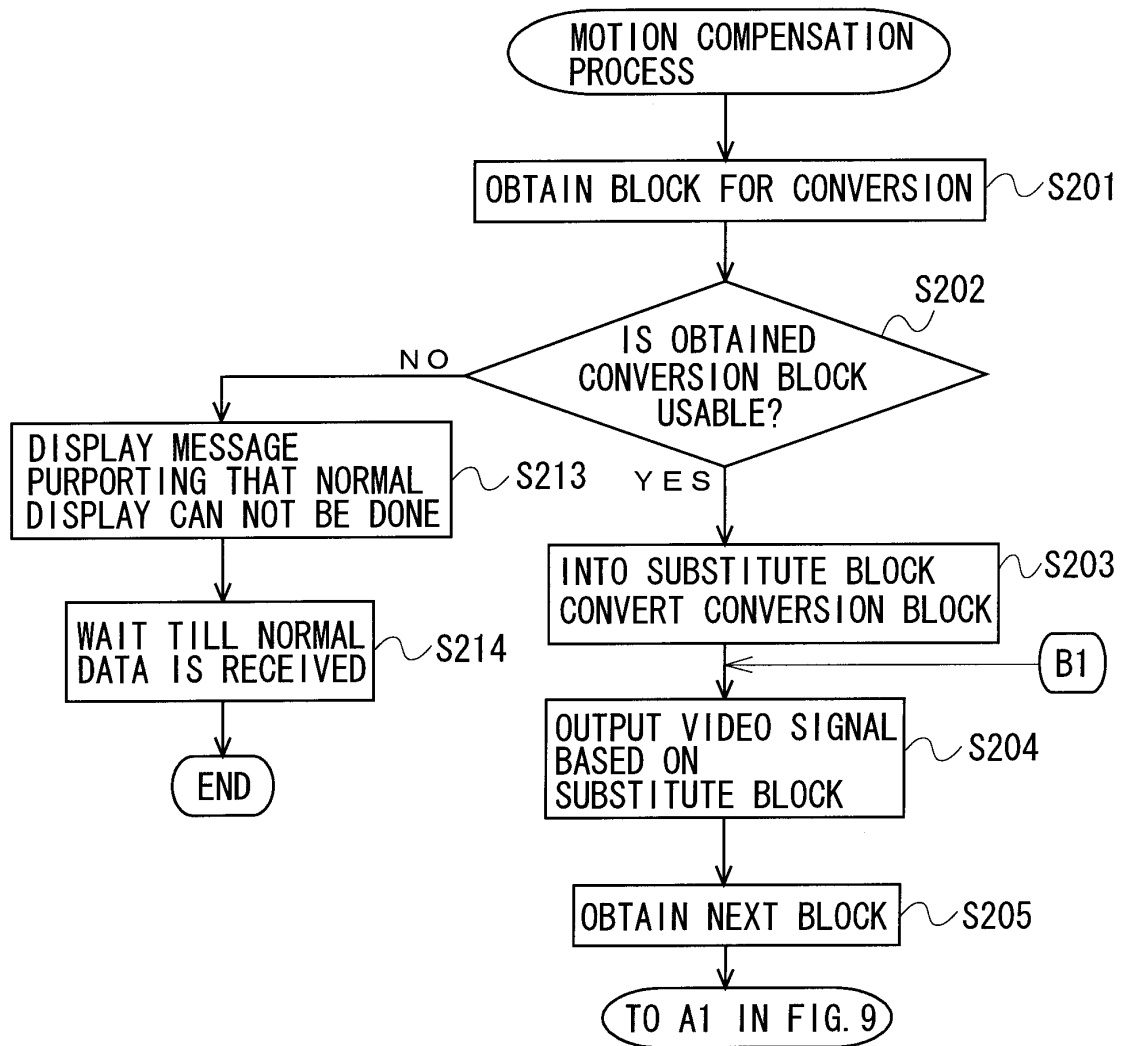 MOTION COMPENSATION
PROCESS
OBTAIN BLOCK FOR CONVERSION
S201
S202
IS OBTAINED
CONVERSION BLOCK
USABLE?
NO
YES
DISPLAY MESSAGE
PURPORTING THAT NORMAL
DISPLAY CAN NOT BE DONE
S213
WAIT TILL NORMAL
DATA IS RECEIVED
S214
END
INTO SUBSTITUTE BLOCK
CONVERT CONVERSION BLOCK
S203
B1
OUTPUT VIDEO SIGNAL
BASED ON
SUBSTITUTE BLOCK
S204
OBTAIN NEXT BLOCK
S205
TO A1 IN FIG. 9